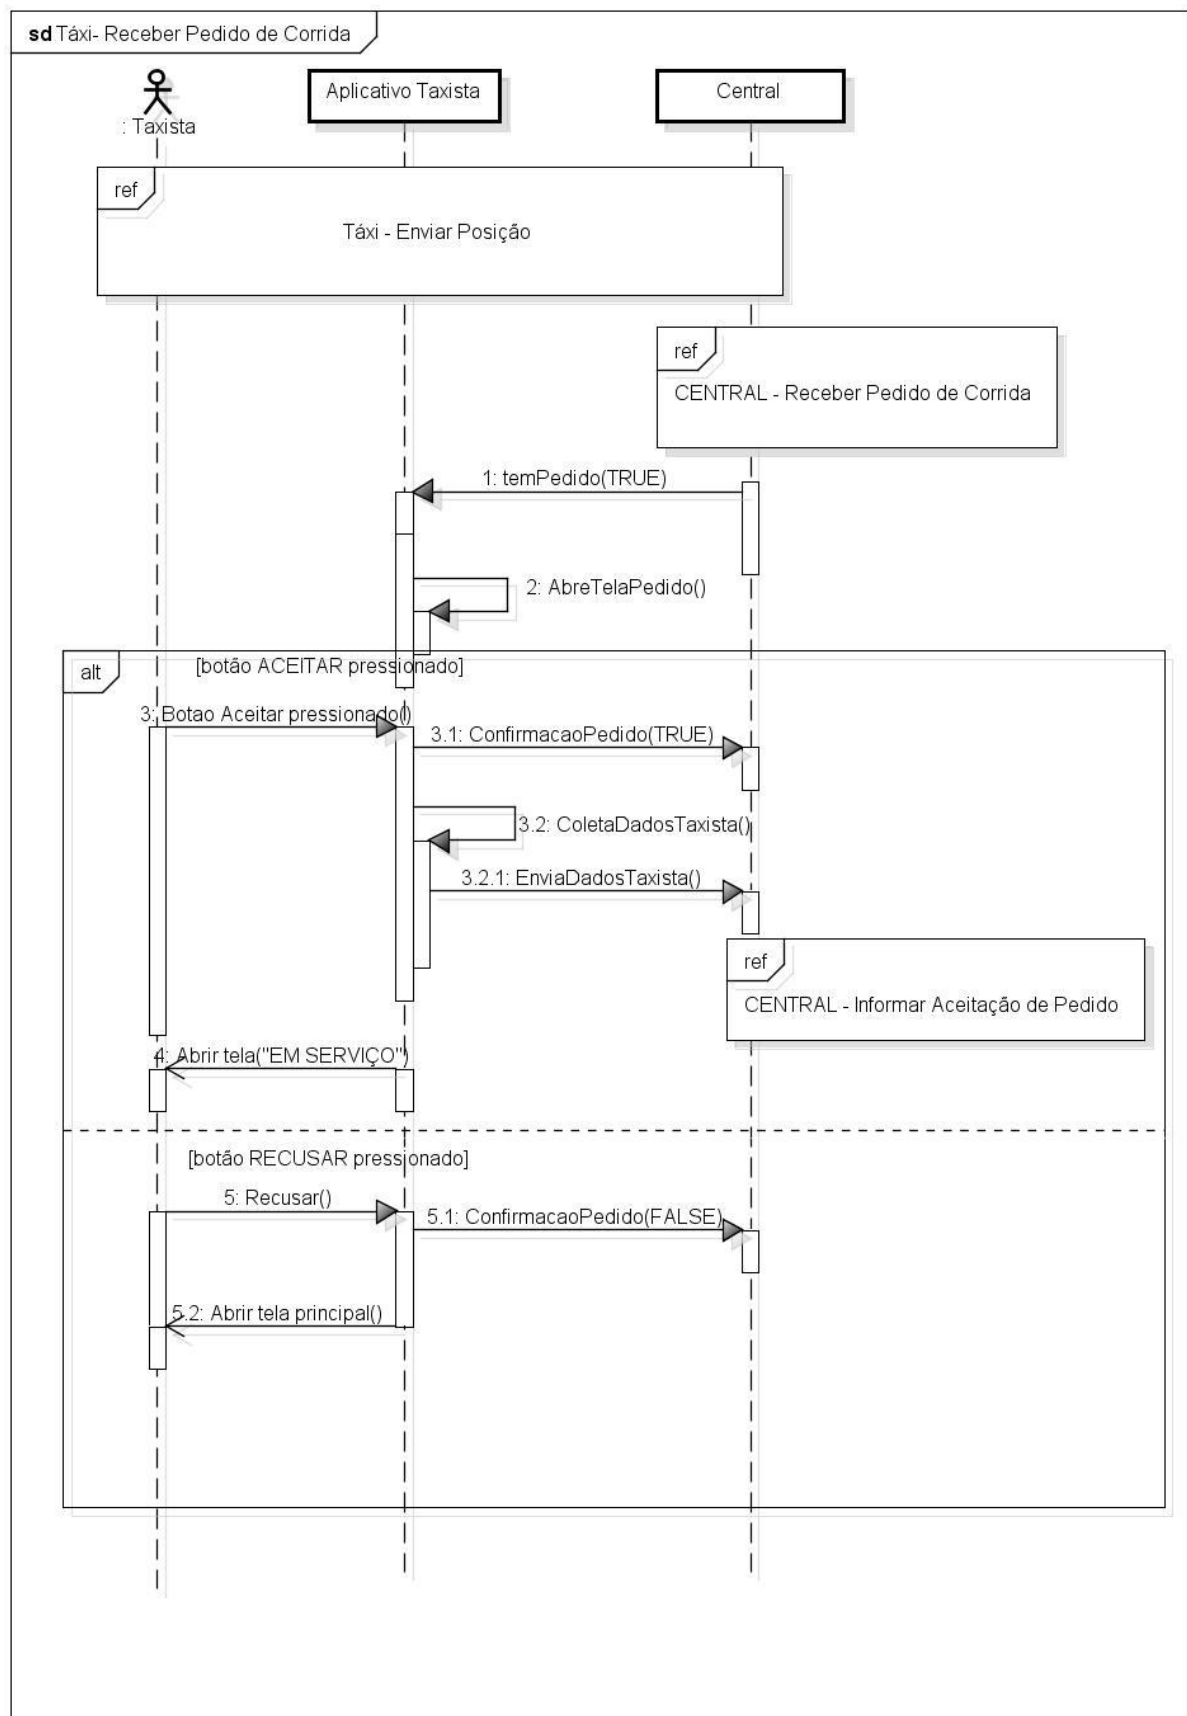 sd Táxi- Receber Pedido de Corrida
: Taxista
Aplicativo Taxista
Central
ref
Táxi - Enviar Posição
ref
CENTRAL - Receber Pedido de Corrida
1: temPedido(TRUE)
2: AbreTelaPedido()
alt
[botão ACEITAR pressionado]
3: Botao Aceitar pressionado()
3.1: ConfirmacaoPedido(TRUE)
3.2: ColetaDadosTaxista()
3.2.1: EnviaDadosTaxista()
ref
CENTRAL - Informar Aceitação de Pedido
4: Abrir tela("EM SERVIÇO")
[botão RECUSAR pressionado]
5: Recusar()
5.1: ConfirmacaoPedido(FALSE)
5.2: Abrir tela principal()